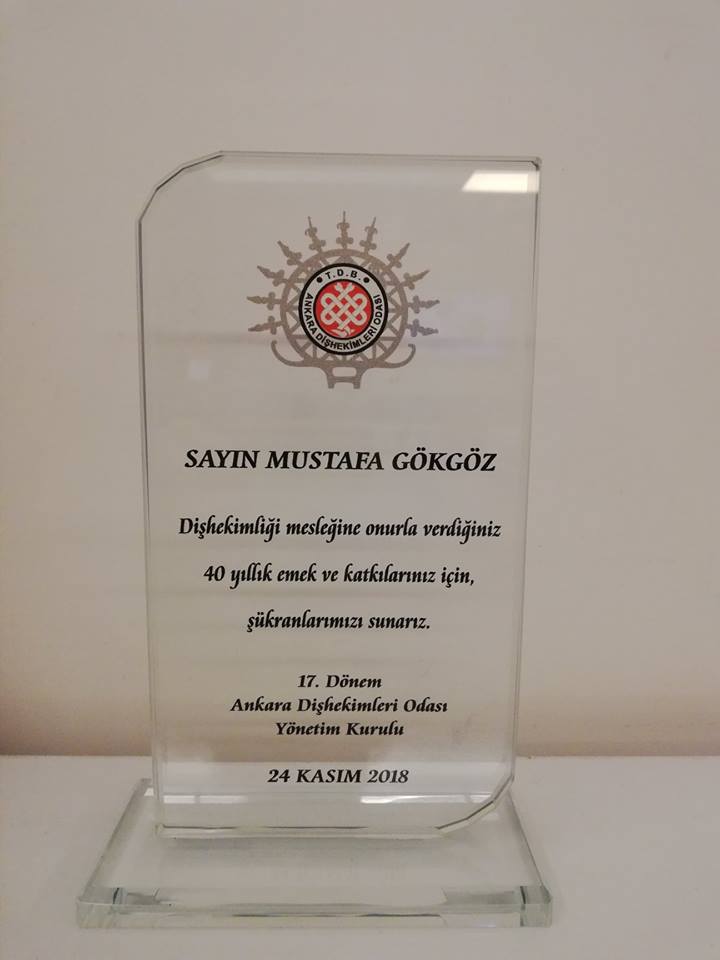 T.D.B.
ANKARA DİŞHEKİMLERİ ODASI
SAYIN MUSTAFA GÖKGÖZ
Dişhekimliği mesleğine onurla verdiğiniz
40 yıllık emek ve katkılarınız için,
şükranlarımızı sunarız.
17. Dönem
Ankara Dişhekimleri Odası
Yönetim Kurulu
24 KASIM 2018